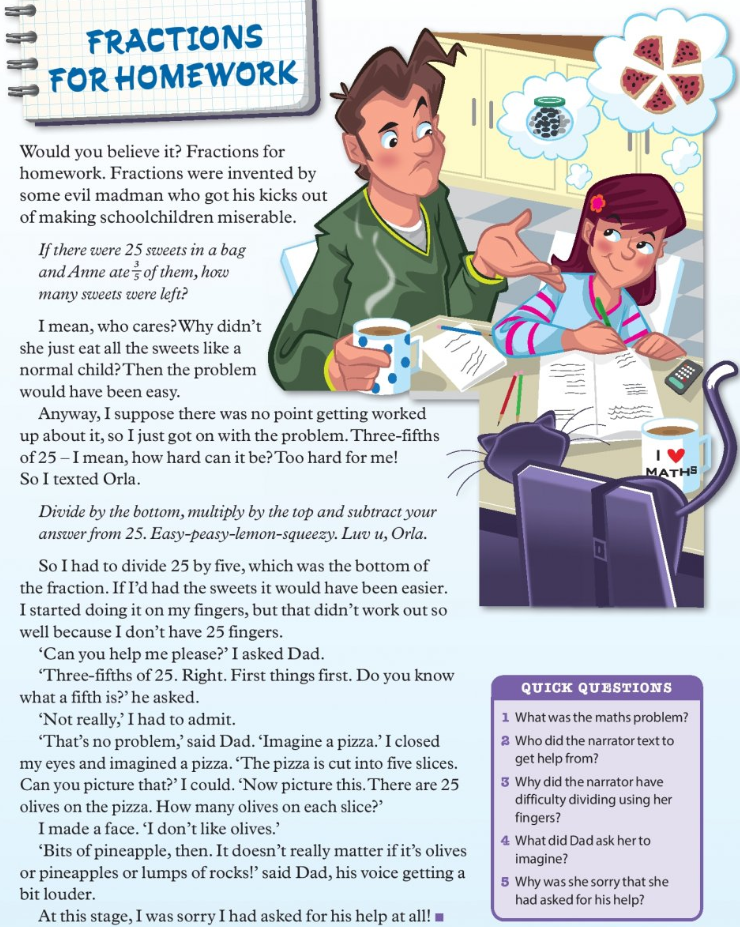 FRACTIONS
FOR HOMEWORK
Would you believe it? Fractions for
homework. Fractions were invented by
some evil madman who got his kicks out
of making schoolchildren miserable.
If there were 25 sweets in a bag
and Anne ate 3/5 of them, how
many sweets were left?
I mean, who cares? Why didn't
she just eat all the sweets like a
normal child? Then the problem
would have been easy.
Anyway, I suppose there was no point getting worked
up about it, so I just got on with the problem. Three-fifths
of 25 – I mean, how hard can it be? Too hard for me!
So I texted Orla.
Divide by the bottom, multiply by the top and subtract your
answer from 25. Easy-peasy-lemon-squeezy. Luv u, Orla.
So I had to divide 25 by five, which was the bottom of
the fraction. If I'd had the sweets it would have been easier.
I started doing it on my fingers, but that didn't work out so
well because I don't have 25 fingers.
‘Can you help me please?’ I asked Dad.
‘Three-fifths of 25. Right. First things first. Do you know
what a fifth is?’ he asked.
‘Not really,’ I had to admit.
‘That's no problem,’ said Dad. ‘Imagine a pizza.’ I closed
my eyes and imagined a pizza. ‘The pizza is cut into five slices.
Can you picture that?’ I could. ‘Now picture this. There are 25
olives on the pizza. How many olives on each slice?’
I made a face. ‘I don't like olives.’
‘Bits of pineapple, then. It doesn't really matter if it's olives
or pineapples or lumps of rocks!’ said Dad, his voice getting a
bit louder.
At this stage, I was sorry I had asked for his help at all!
I ♥
MATHS
QUICK QUESTIONS
1 What was the maths problem?
2 Who did the narrator text to
get help from?
3 Why did the narrator have
difficulty dividing using her
fingers?
4 What did Dad ask her to
imagine?
5 Why was she sorry that she
had asked for his help?